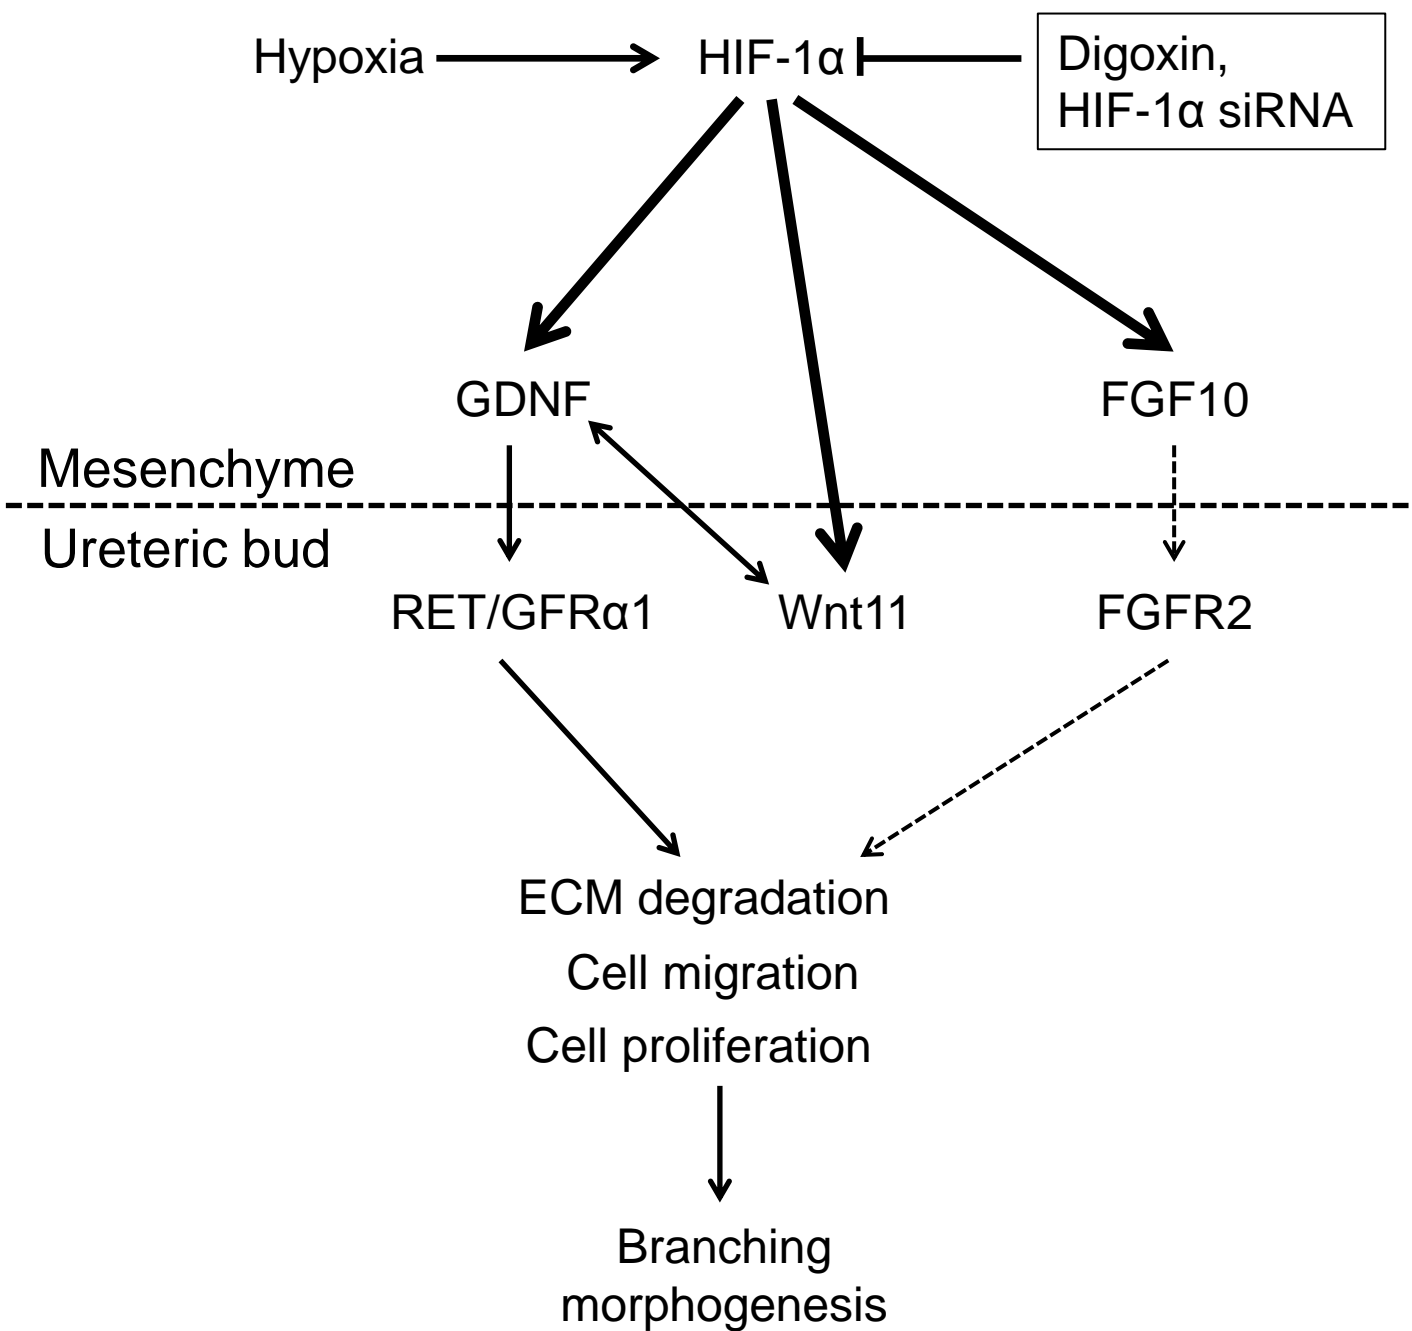 Hypoxia
HIF-1α
Digoxin,
HIF-1α siRNA
GDNF
FGF10
Mesenchyme
Ureteric bud
RET/GFRα1
Wnt11
FGFR2
ECM degradation
Cell migration
Cell proliferation
Branching
morphogenesis